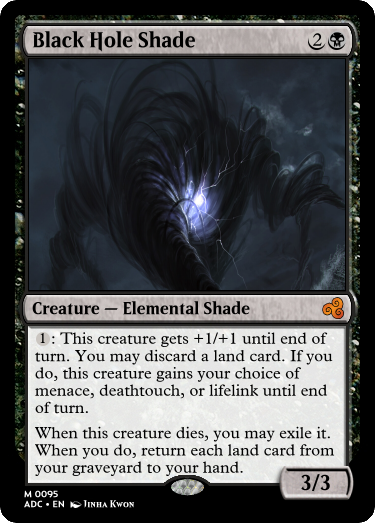 Black Hole Shade 2
Creature — Elemental Shade
1: This creature gets +1/+1 until end of
turn. You may discard a land card. If you
do, this creature gains your choice of
menace, deathtouch, or lifelink until end
of turn.
When this creature dies, you may exile it.
When you do, return each land card from
your graveyard to your hand.
3/3
M 0095
ADC • EN Jinha Kwon